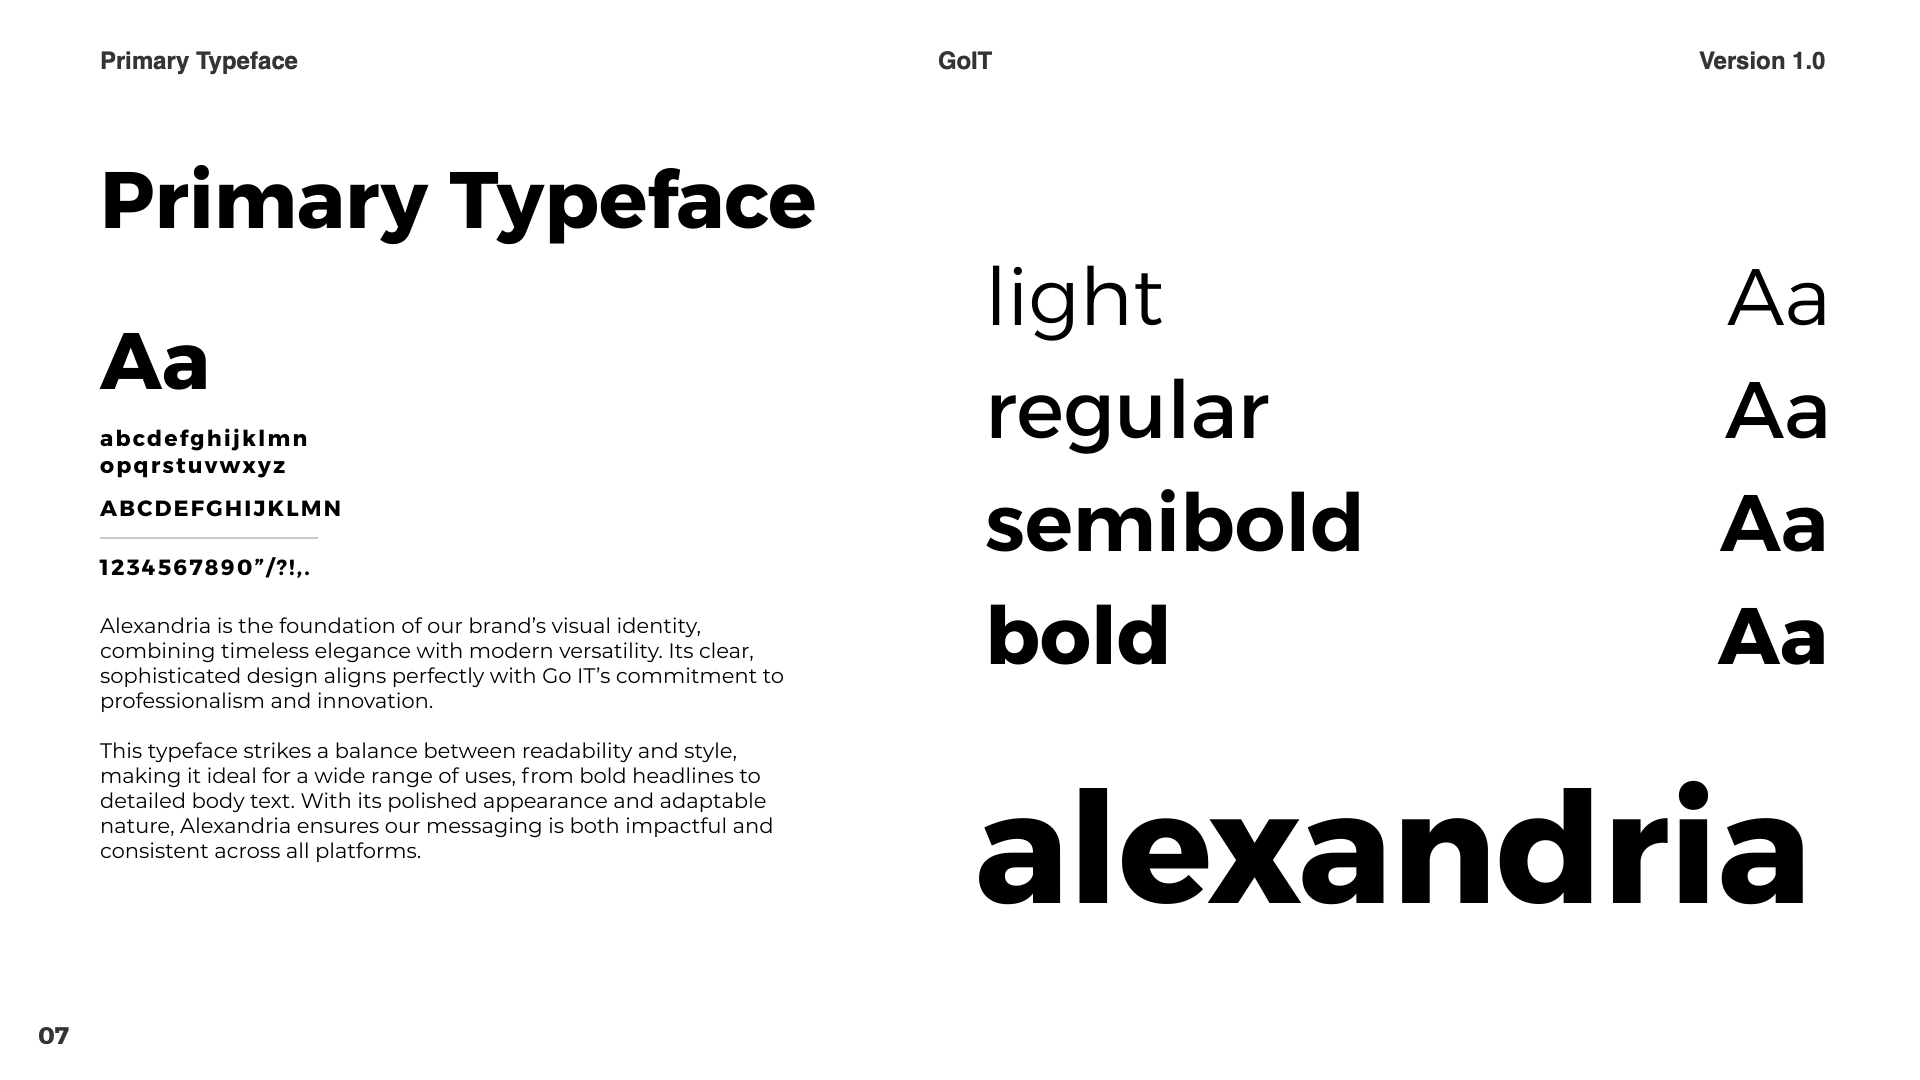 Primary Typeface
GoIT
Version 1.0
Primary Typeface
Aa
abcdefghijklmn
opqrstuvwxyz
ABCDEFGHIJKLMN
1234567890”/?!,.
Alexandria is the foundation of our brand’s visual identity,
combining timeless elegance with modern versatility. Its clear,
sophisticated design aligns perfectly with Go IT’s commitment to
professionalism and innovation.
This typeface strikes a balance between readability and style,
making it ideal for a wide range of uses, from bold headlines to
detailed body text. With its polished appearance and adaptable
nature, Alexandria ensures our messaging is both impactful and
consistent across all platforms.
light Aa
regular Aa
semibold Aa
bold Aa
alexandria
07